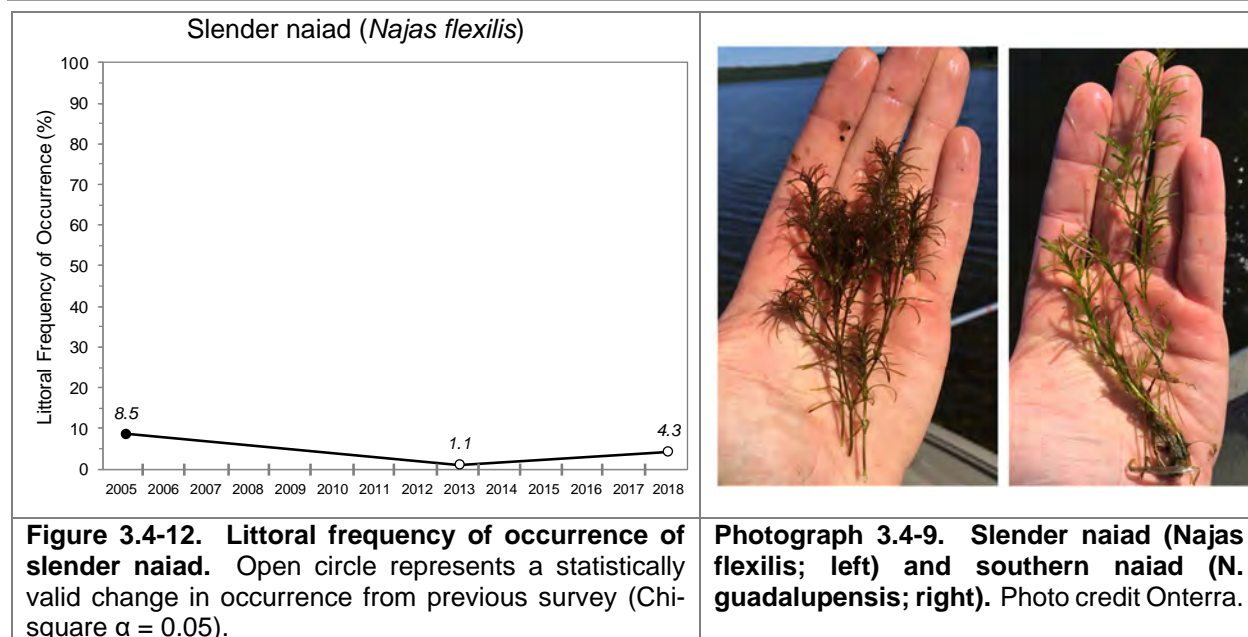 Slender naiad (Najas flexilis)
Littoral Frequency of Occurrence (%)
100
90
80
70
60
50
40
30
20
10
0
8.5
1.1
4.3
2005 2006 2007 2008 2009 2010 2011 2012 2013 2014 2015 2016 2017 2018
Figure 3.4-12. Littoral frequency of occurrence of
slender naiad. Open circle represents a statistically
valid change in occurrence from previous survey (Chi-
square α = 0.05).
Photograph 3.4-9. Slender naiad (Najas
flexilis; left) and southern naiad (N.
guadalupensis; right). Photo credit Onterra.